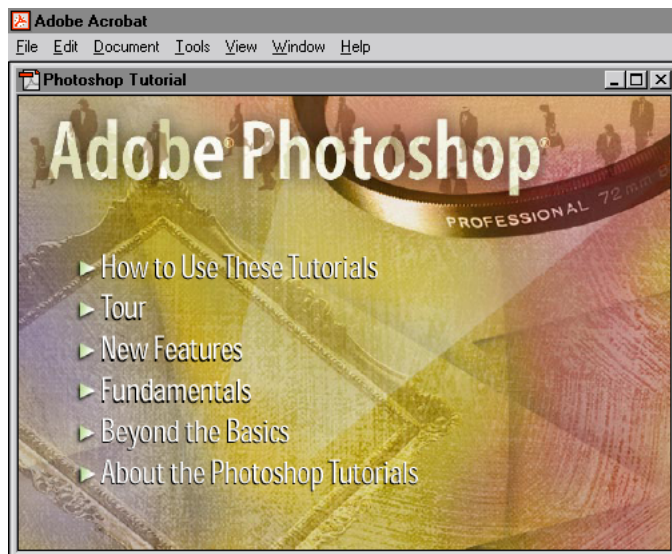 Adobe Acrobat
File Edit Document Tools View Window Help
Photoshop Tutorial
Adobe® Photoshop®
PROFESSIONAL 72mm
How to Use These Tutorials
Tour
New Features
Fundamentals
Beyond the Basics
About the Photoshop Tutorials